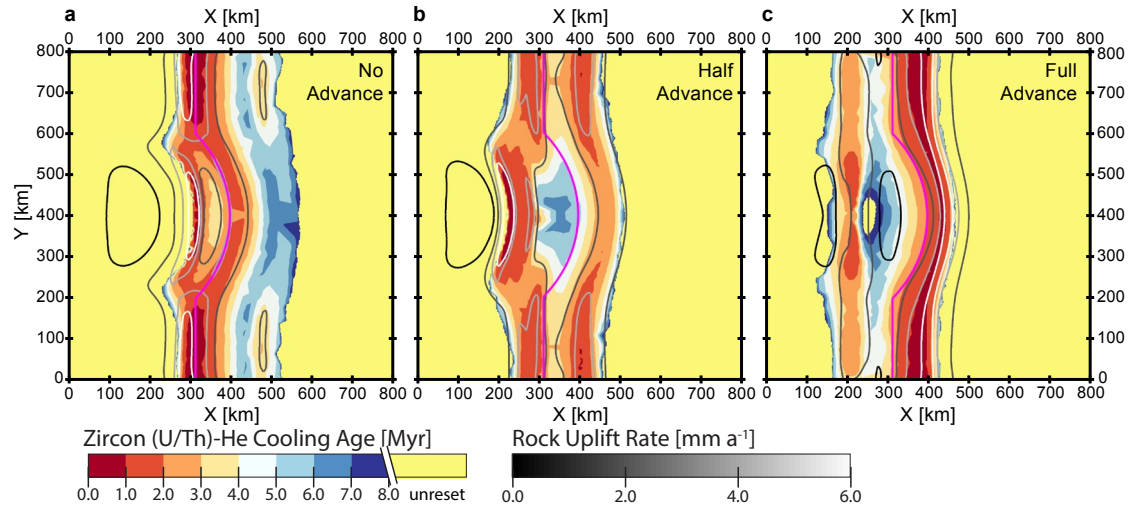 a X [km] b X [km] c X [km]
0 100 200 300 400 500 600 700 800 0 100 200 300 400 500 600 700 800 0 100 200 300 400 500 600 700 800
800 No Advance Half Advance Full Advance 800
700 700
600 600
500 500
Y [km] 400 400
300 300
200 200
100 100
0 0
0 100 200 300 400 500 600 700 800 0 100 200 300 400 500 600 700 800 0 100 200 300 400 500 600 700 800
X [km] X [km] X [km]
Zircon (U/Th)-He Cooling Age [Myr] Rock Uplift Rate [mm a⁻¹]
0.0 1.0 2.0 3.0 4.0 5.0 6.0 7.0 8.0 unreset 0.0 2.0 4.0 6.0